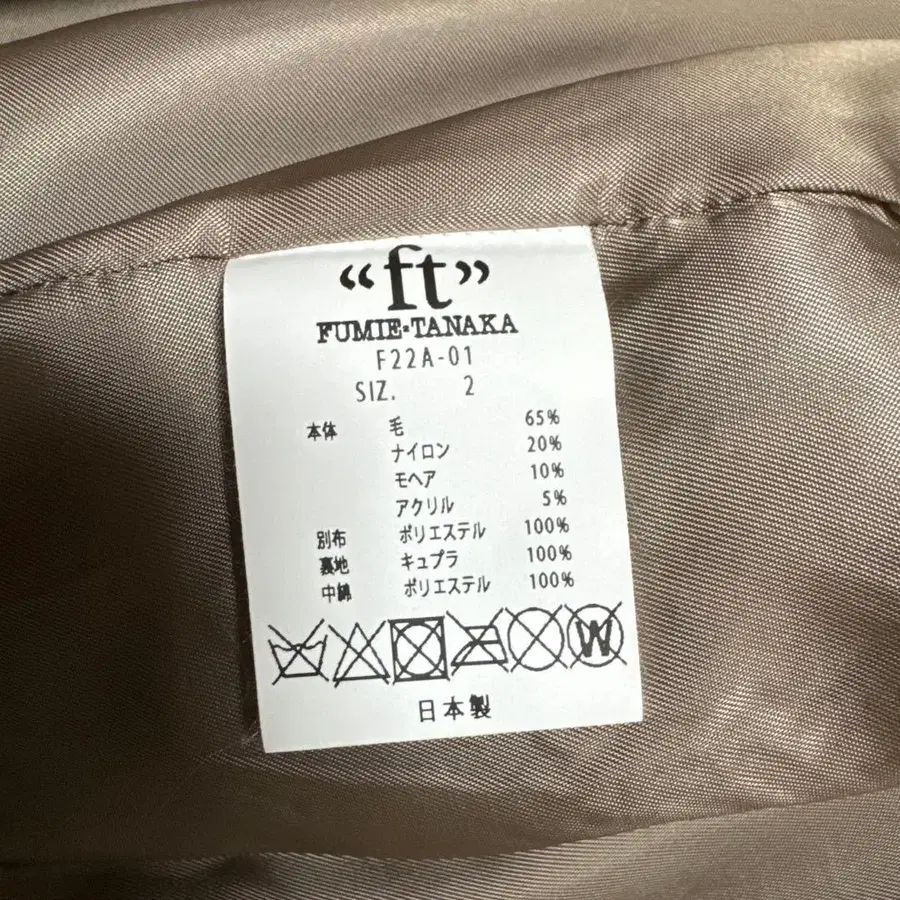 “ft”
FUMIE=TANAKA
F22A-01
SIZ. 2
本体 毛 65%
ナイロン 20%
モヘア 10%
アクリル 5%
別布 ポリエステル 100%
裏地 キュプラ 100%
中綿 ポリエステル 100%
W
日本製